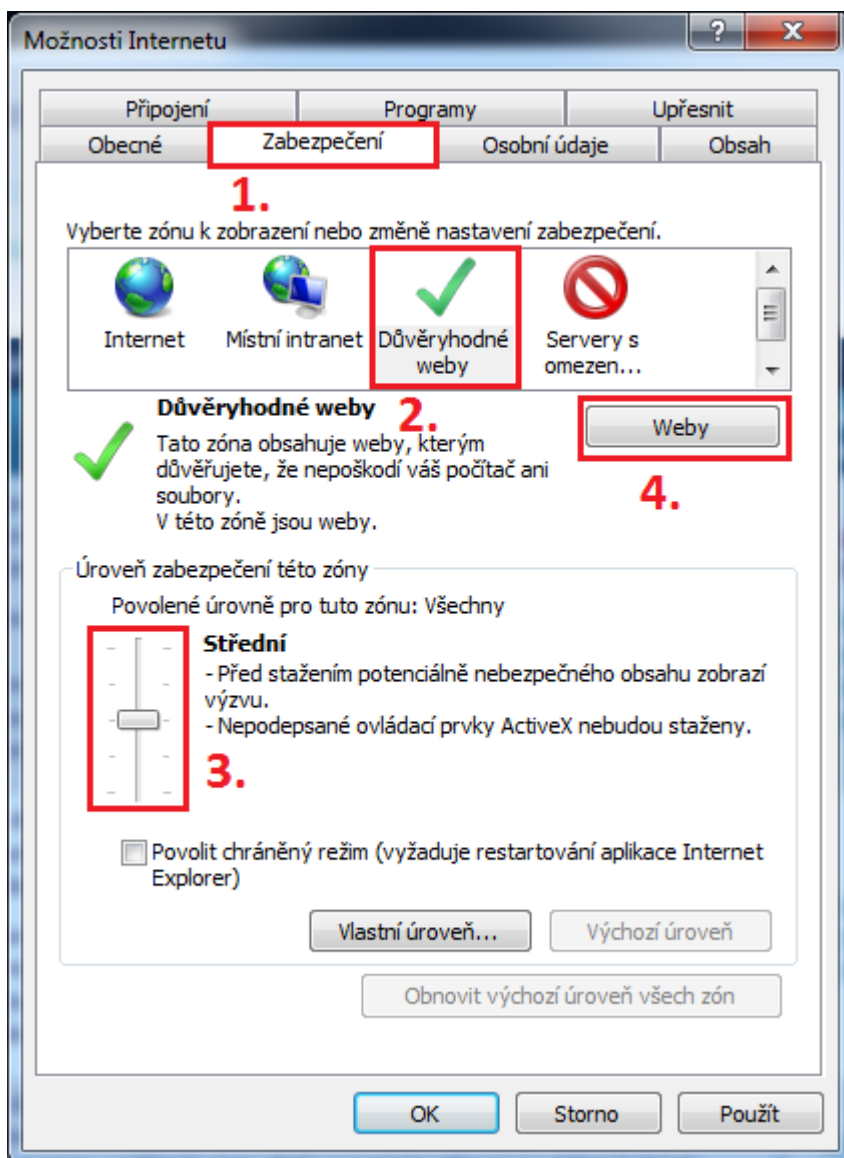 Možnosti Internetu
?
X
Připojení
Programy
Upřesnit
Obecné
Zabezpečení
Osobní údaje
Obsah
1.
Vyberte zónu k zobrazení nebo změně nastavení zabezpečení.
Internet
Místní intranet
Důvěryhodné
weby
Servery s
omezen...
Důvěryhodné weby
2.
Weby
Tato zóna obsahuje weby, kterým
důvěřujete, že nepoškodí váš počítač ani
soubory.
V této zóně jsou weby.
4.
Úroveň zabezpečení této zóny
Povolené úrovně pro tuto zónu: Všechny
Střední
- Před stažením potenciálně nebezpečného obsahu zobrazí
výzvu.
- Nepodepsané ovládací prvky ActiveX nebudou staženy.
3.
Povolit chráněný režim (vyžaduje restartování aplikace Internet
Explorer)
Vlastní úroveň...
Výchozí úroveň
Obnovit výchozí úroveň všech zón
OK
Storno
Použít